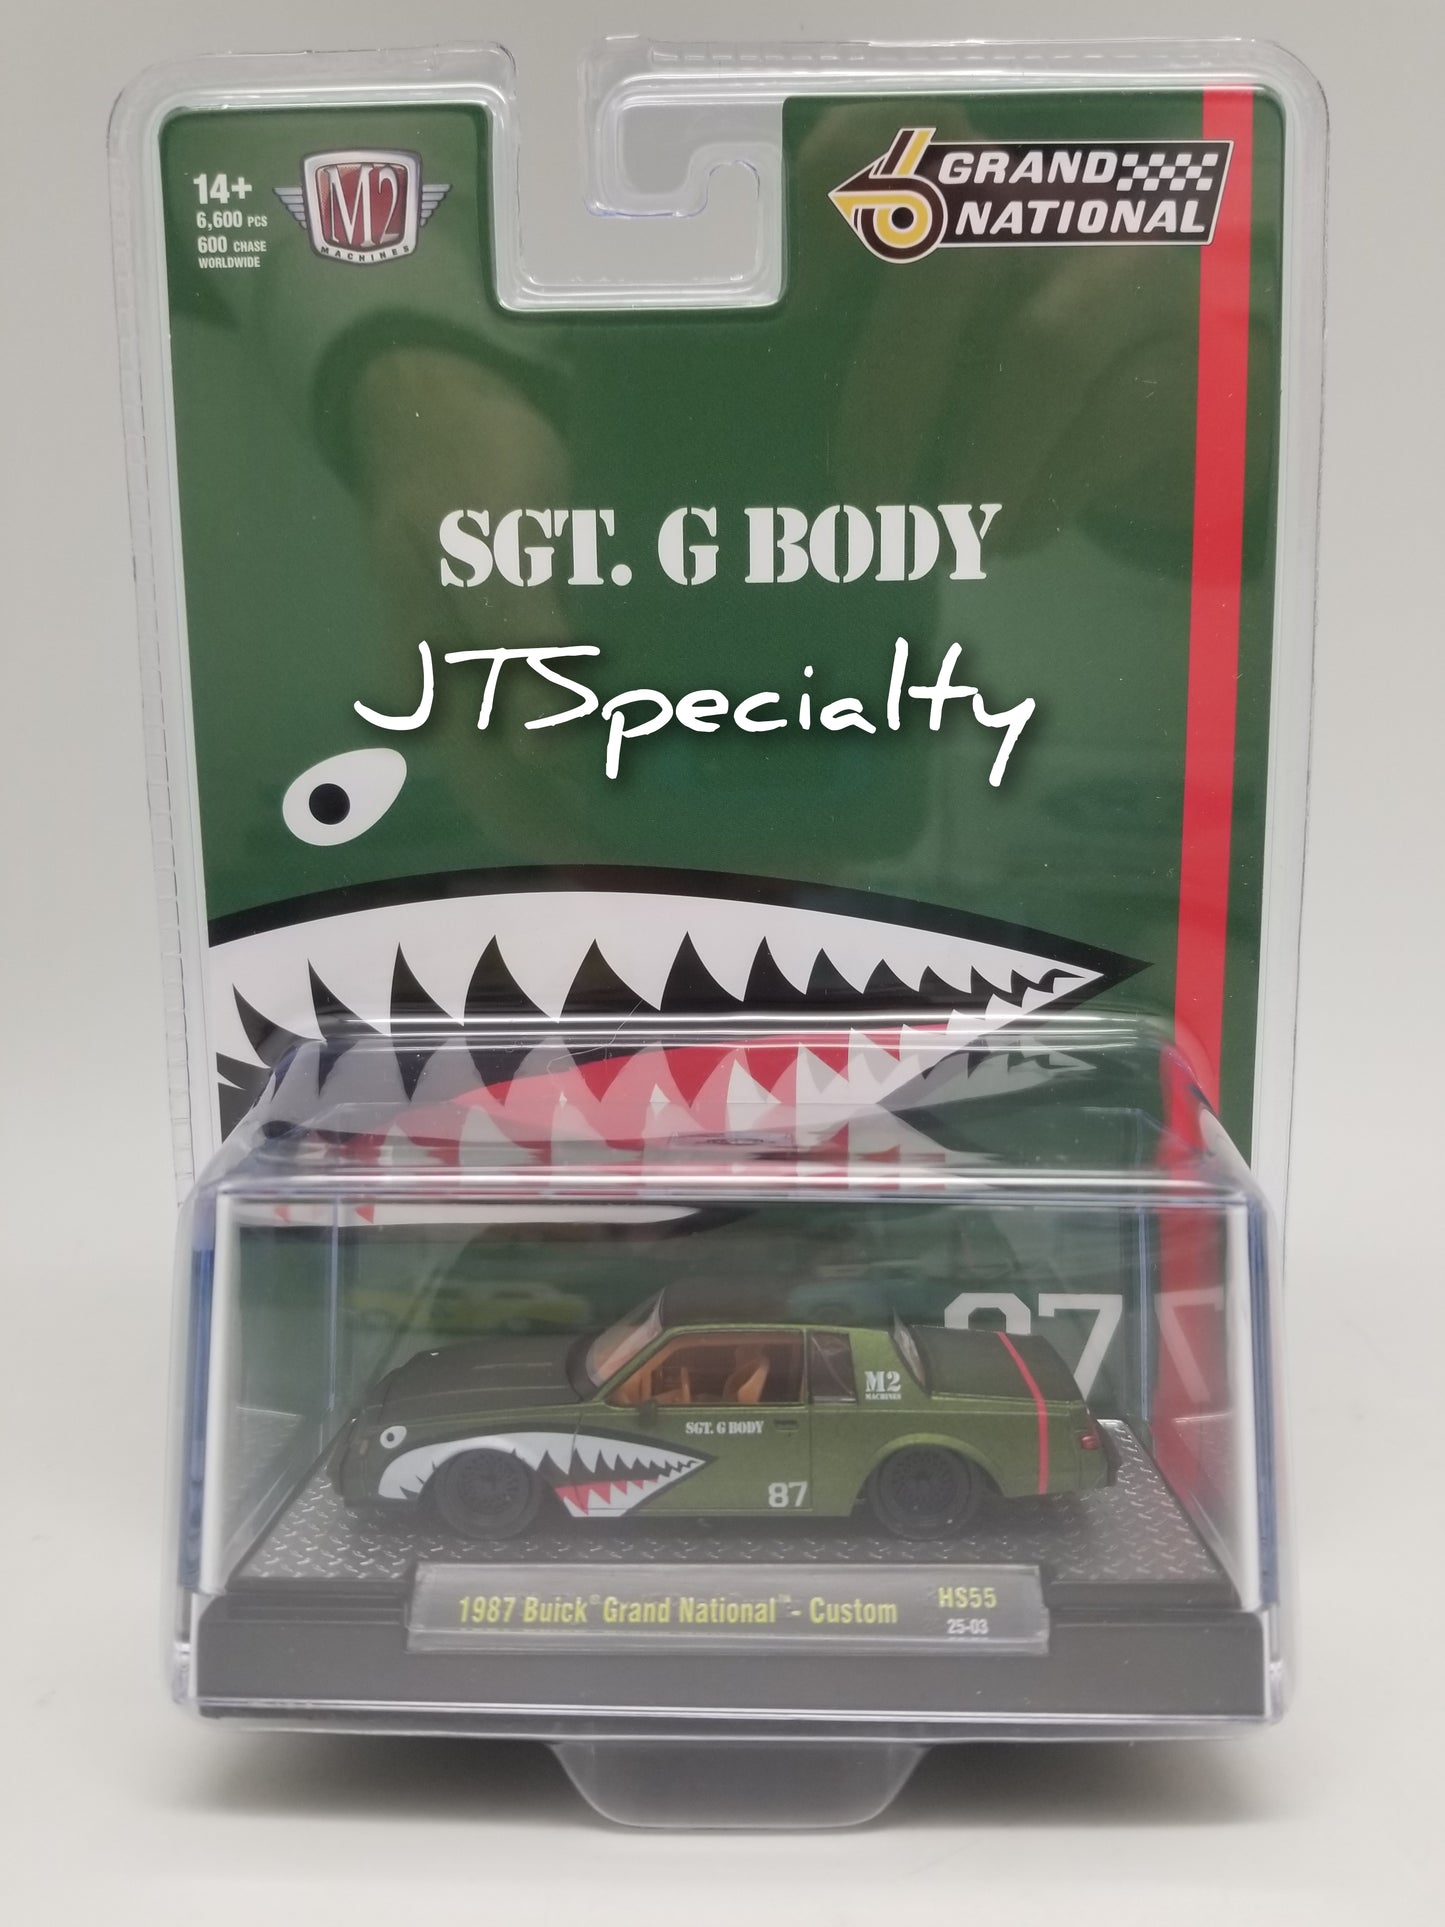 14+
6,600 PCS
600 CHASE
WORLDWIDE
M2
MACHINES
GRAND
NATIONAL
SGT. G BODY
JTSpecialty
87
M2
MACHINES
SGT. G BODY
87
1987 Buick® Grand National™ - Custom
HS55
25-03